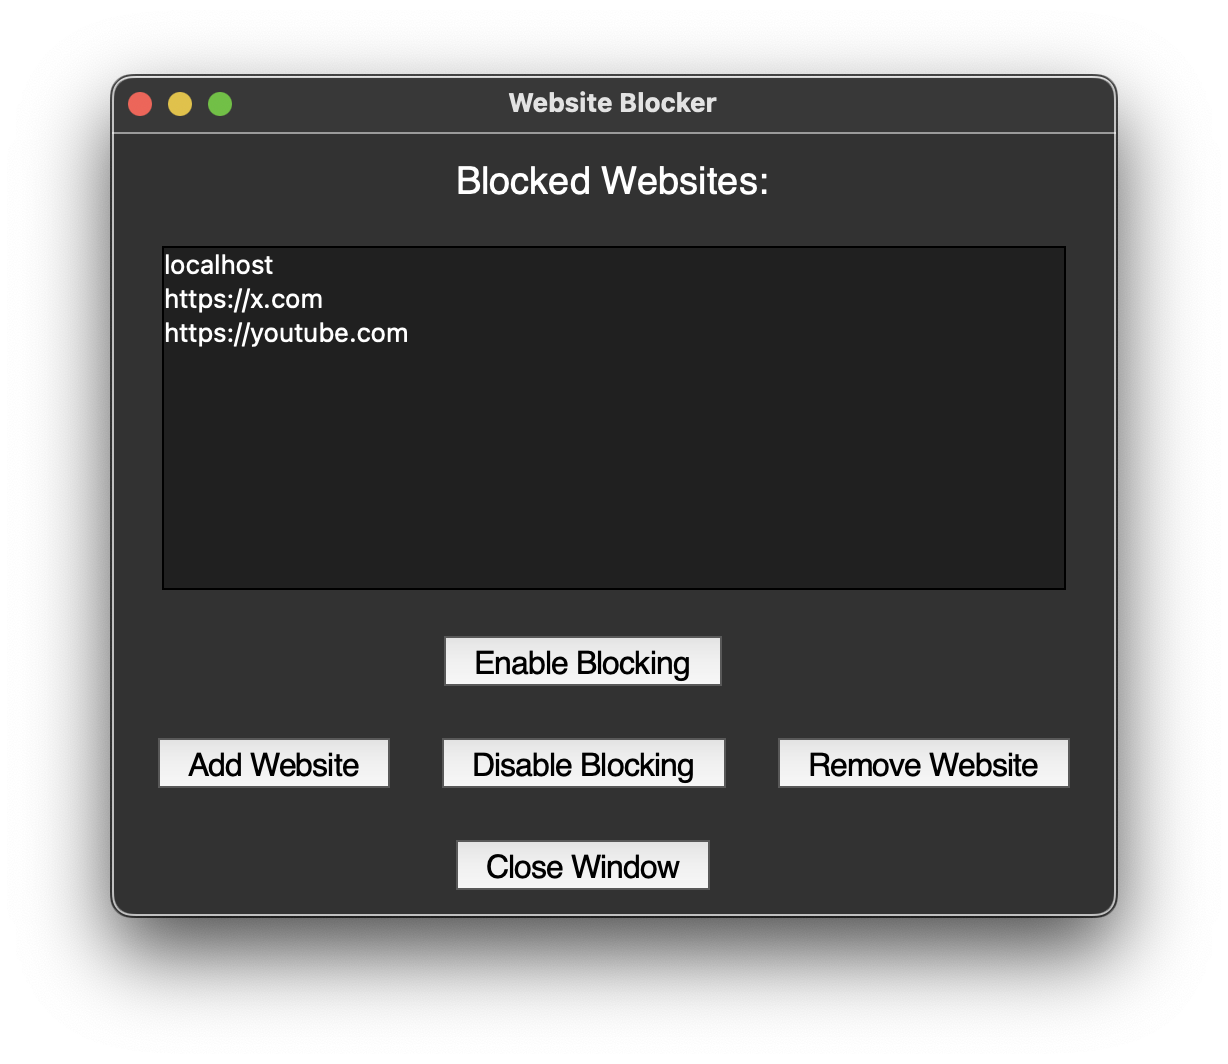 Website Blocker
Blocked Websites:
localhost
https://x.com
https://youtube.com
Enable Blocking
Add Website
Disable Blocking
Remove Website
Close Window